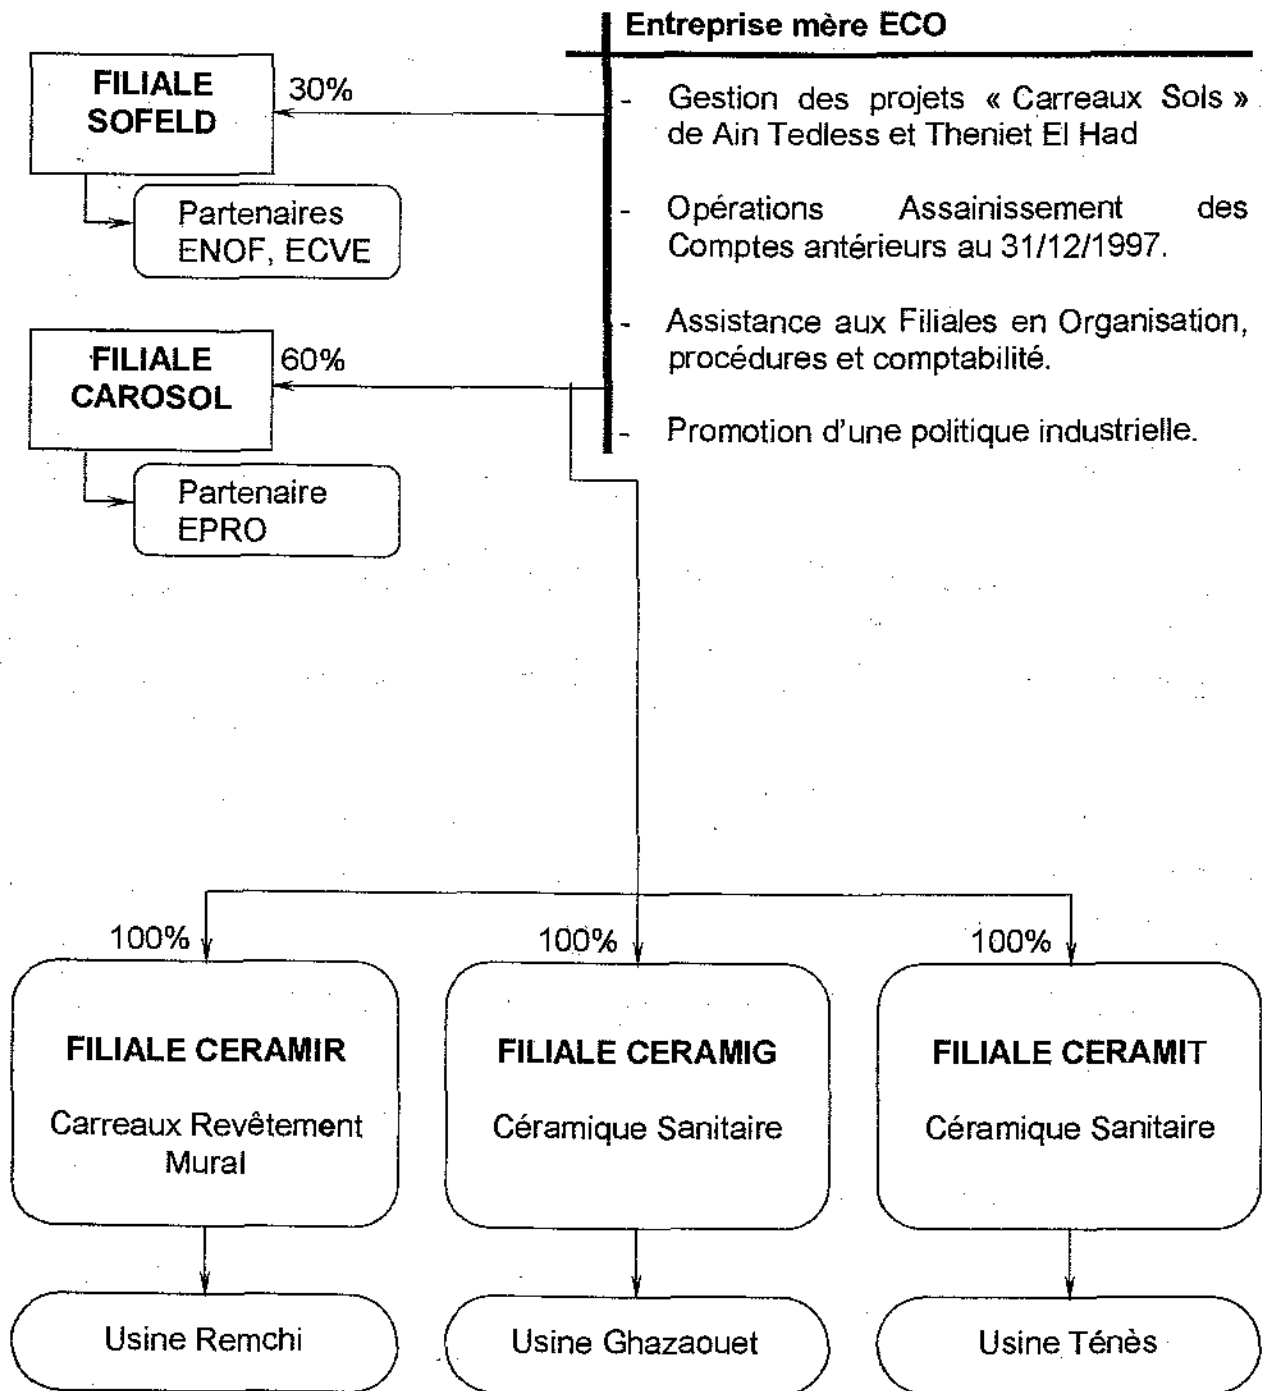 Entreprise mère ECO
FILIALE
SOFELD
30%
Partenaires
ENOF, ECVE
FILIALE
CAROSOL
60%
Partenaire
EPRO
- Gestion des projets « Carreaux Sols »
de Ain Tedless et Theniet El Had
- Opérations Assainissement des
Comptes antérieurs au 31/12/1997.
- Assistance aux Filiales en Organisation,
procédures et comptabilité.
- Promotion d'une politique industrielle.
100%
100%
100%
FILIALE CERAMIR
Carreaux Revêtement
Mural
FILIALE CERAMIG
Céramique Sanitaire
FILIALE CERAMIT
Céramique Sanitaire
Usine Remchi
Usine Ghazaouet
Usine Ténès